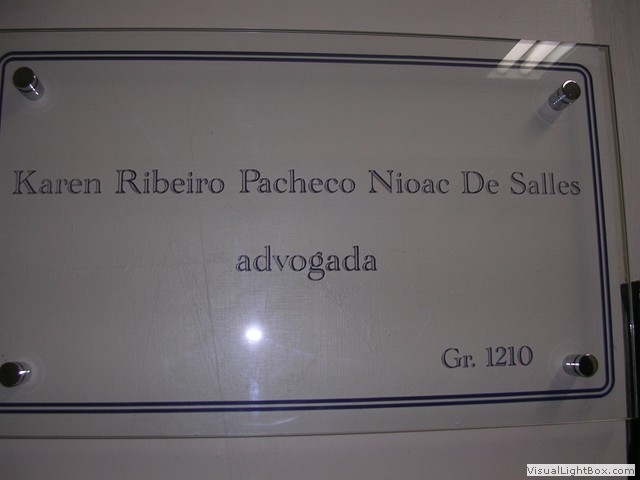 Karen Ribeiro Pacheco Nioac De Salles
advogada
Gr. 1210
VisualLightBox.com